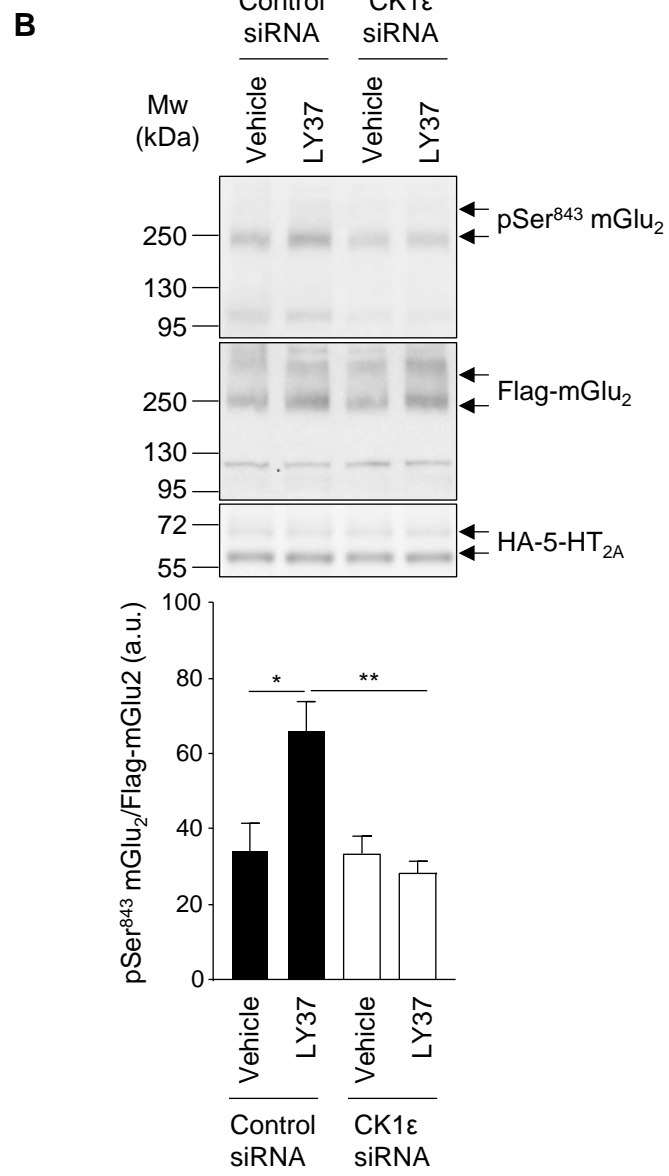 B
Control CK1ε
siRNA siRNA
Mw
(kDa)
Vehicle
LY37
Vehicle
LY37
250
130
95
pSer⁸⁴³ mGlu₂
250
130
95
Flag-mGlu₂
72
55
HA-5-HT₂A
pSer⁸⁴³ mGlu₂/Flag-mGlu2 (a.u.)
100
80
60
40
20
0
* **
Vehicle
LY37
Vehicle
LY37
Control CK1ε
siRNA siRNA